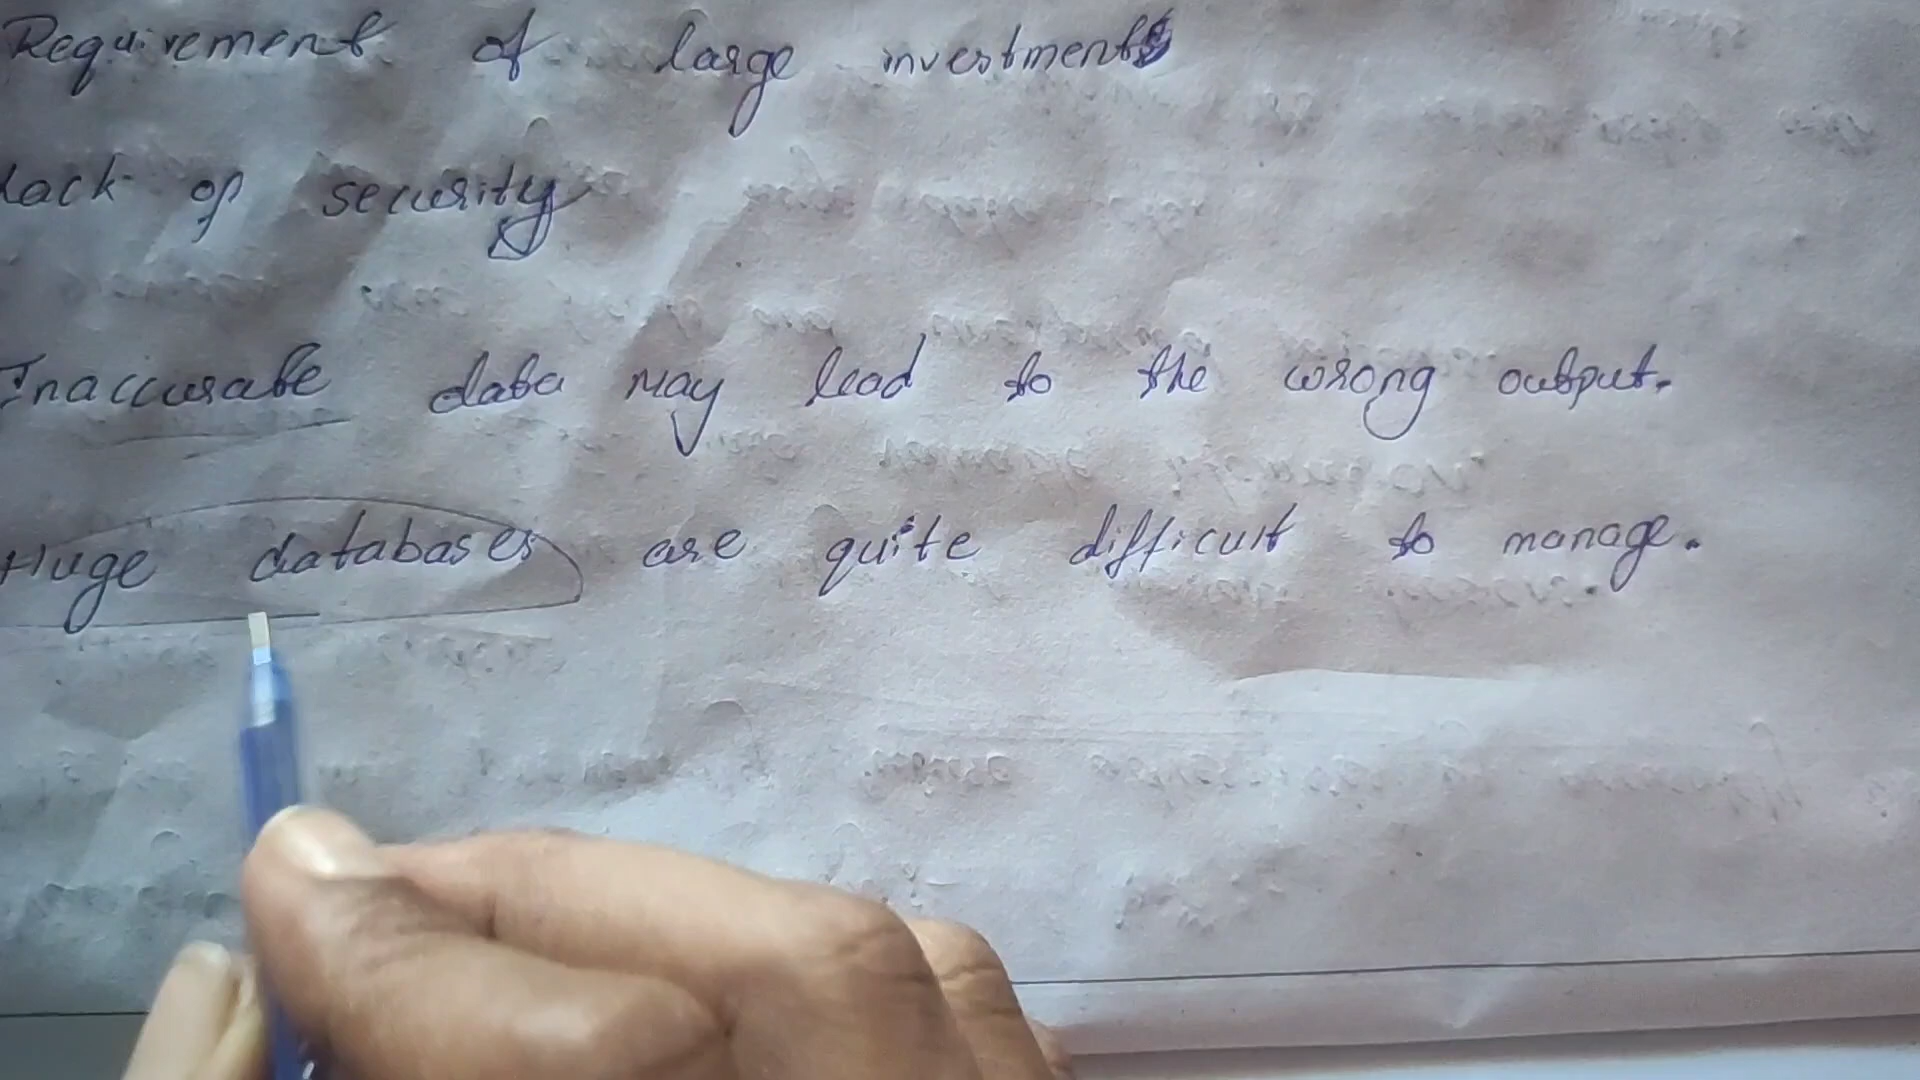 Requirement of large investments
Lack of security
Inaccurate data may lead to the wrong output.
Huge databases are quite difficult to manage.